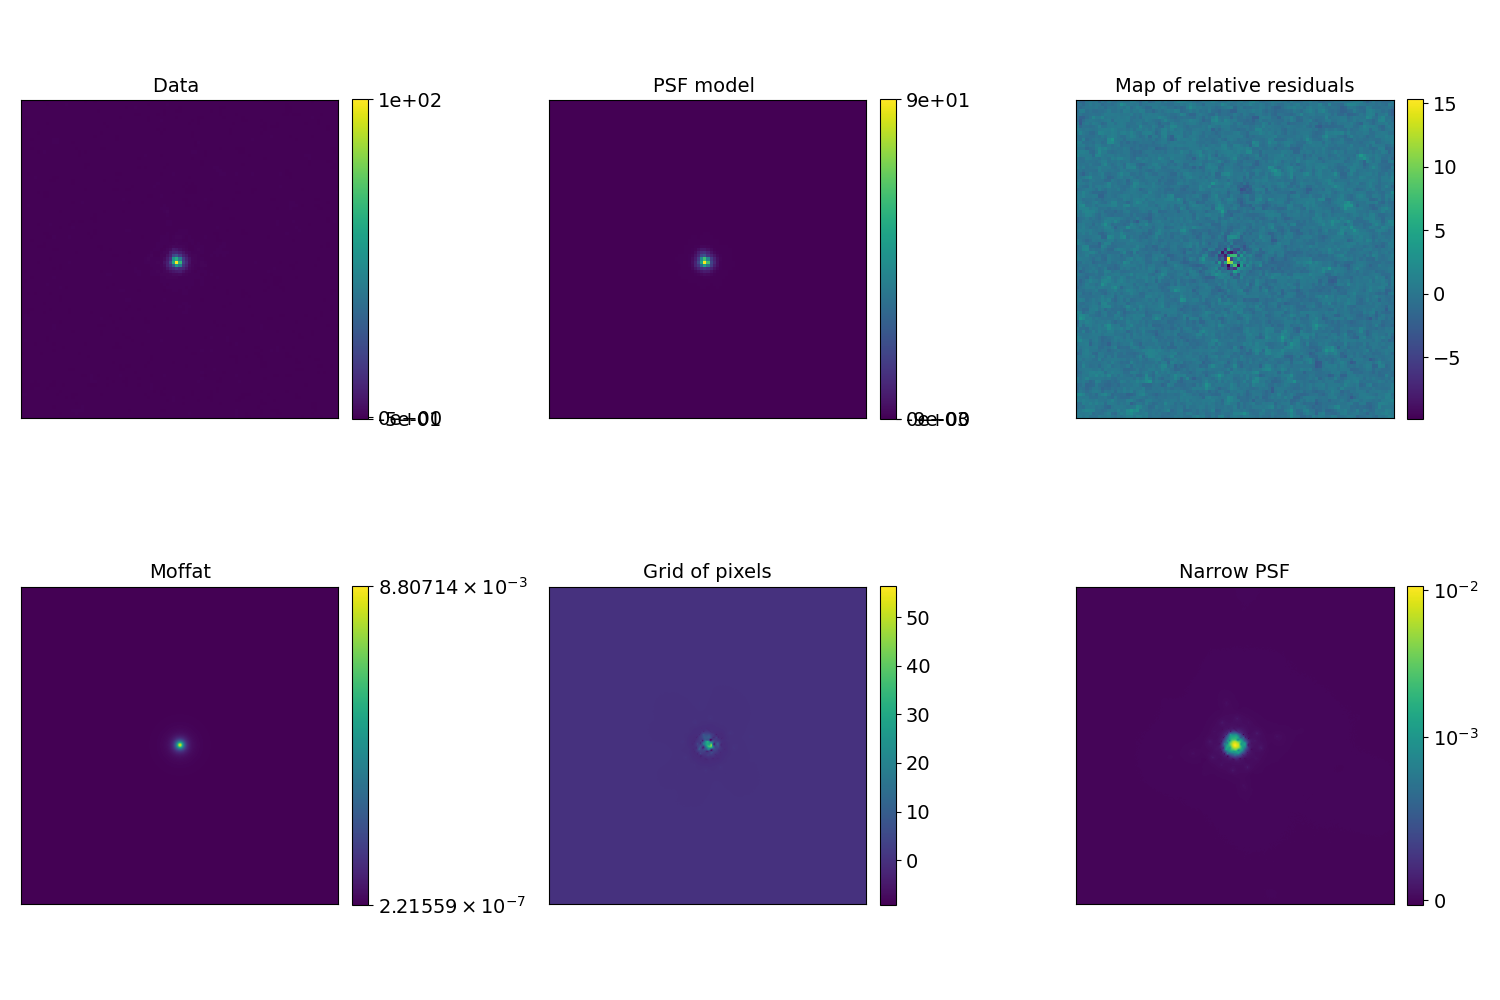 Data
1e+02
PSF model
9e+01
Map of relative residuals
15
10
5
0
−5
Moffat
8.80714 × 10⁻³
2.21559 × 10⁻⁷
Grid of pixels
50
40
30
20
10
0
Narrow PSF
10⁻²
10⁻³
0